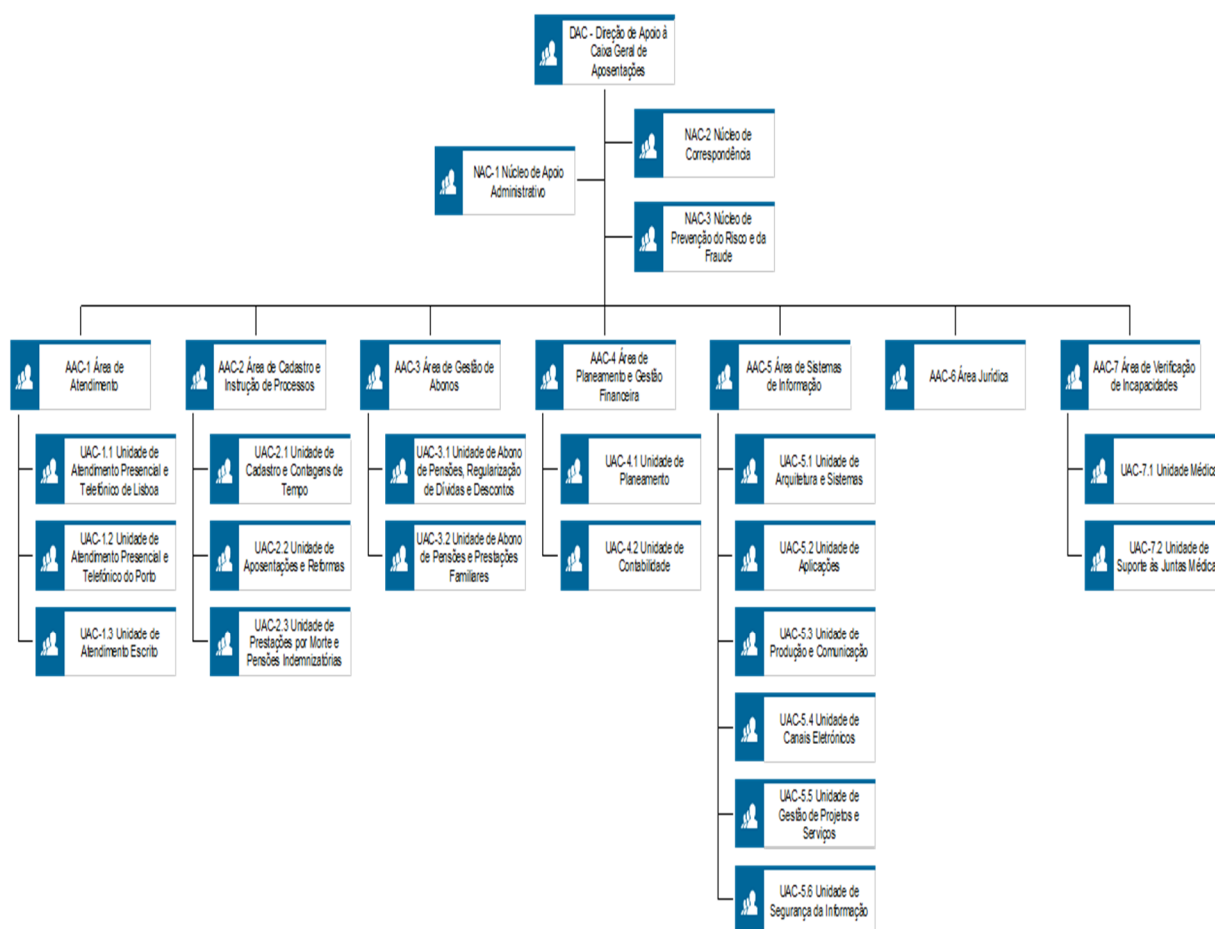 DAC - Direção de Apoio à
Caixa Geral de
Aposentações
NAC-2 Núcleo de
Correspondência
NAC-1 Núcleo de Apoio
Administrativo
NAC-3 Núcleo de
Prevenção do Risco e da
Fraude
AAC-1 Área de
Atendimento
AAC-2 Área de Cadastro e
Instrução de Processos
AAC-3 Área de Gestão de
Abonos
AAC-4 Área de
Planeamento e Gestão
Financeira
AAC-5 Área de Sistemas
de Informação
AAC-6 Área Jurídica
AAC-7 Área de Verificação
de Incapacidades
UAC-1.1 Unidade de
Atendimento Presencial e
Telefónico de Lisboa
UAC-2.1 Unidade de
Cadastro e Contagens de
Tempo
UAC-3.1 Unidade de Abono
de Pensões, Regularização
de Dívidas e Descontos
UAC-4.1 Unidade de
Planeamento
UAC-5.1 Unidade de
Arquitetura e Sistemas
UAC-7.1 Unidade Médica
UAC-1.2 Unidade de
Atendimento Presencial e
Telefónico do Porto
UAC-2.2 Unidade de
Aposentações e Reformas
UAC-3.2 Unidade de Abono
de Pensões e Prestações
Familiares
UAC-4.2 Unidade de
Contabilidade
UAC-5.2 Unidade de
Aplicações
UAC-7.2 Unidade de
Suporte às Juntas Médica
UAC-1.3 Unidade de
Atendimento Escrito
UAC-2.3 Unidade de
Prestações por Morte e
Pensões Indemnizatórias
UAC-5.3 Unidade de
Produção e Comunicação
UAC-5.4 Unidade de
Canais Eletrónicos
UAC-5.5 Unidade de
Gestão de Projetos e
Serviços
UAC-5.6 Unidade de
Segurança da Informação